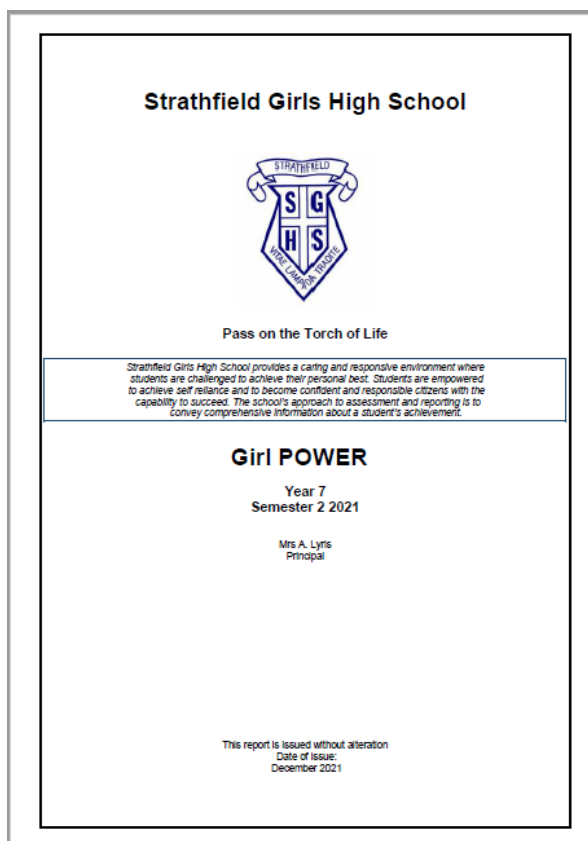 Strathfield Girls High School
STRATHFIELD
S G
H S
VITAE LAMPADA TRADITE
Pass on the Torch of Life
Strathfield Girls High School provides a caring and responsive environment where
students are challenged to achieve their personal best. Students are empowered
to achieve self reliance and to become confident and responsible citizens with the
capability to succeed. The school's approach to assessment and reporting is to
convey comprehensive information about a student's achievement.
Girl POWER
Year 7
Semester 2 2021
Mrs A. Lyris
Principal
This report is issued without alteration
Date of issue:
December 2021